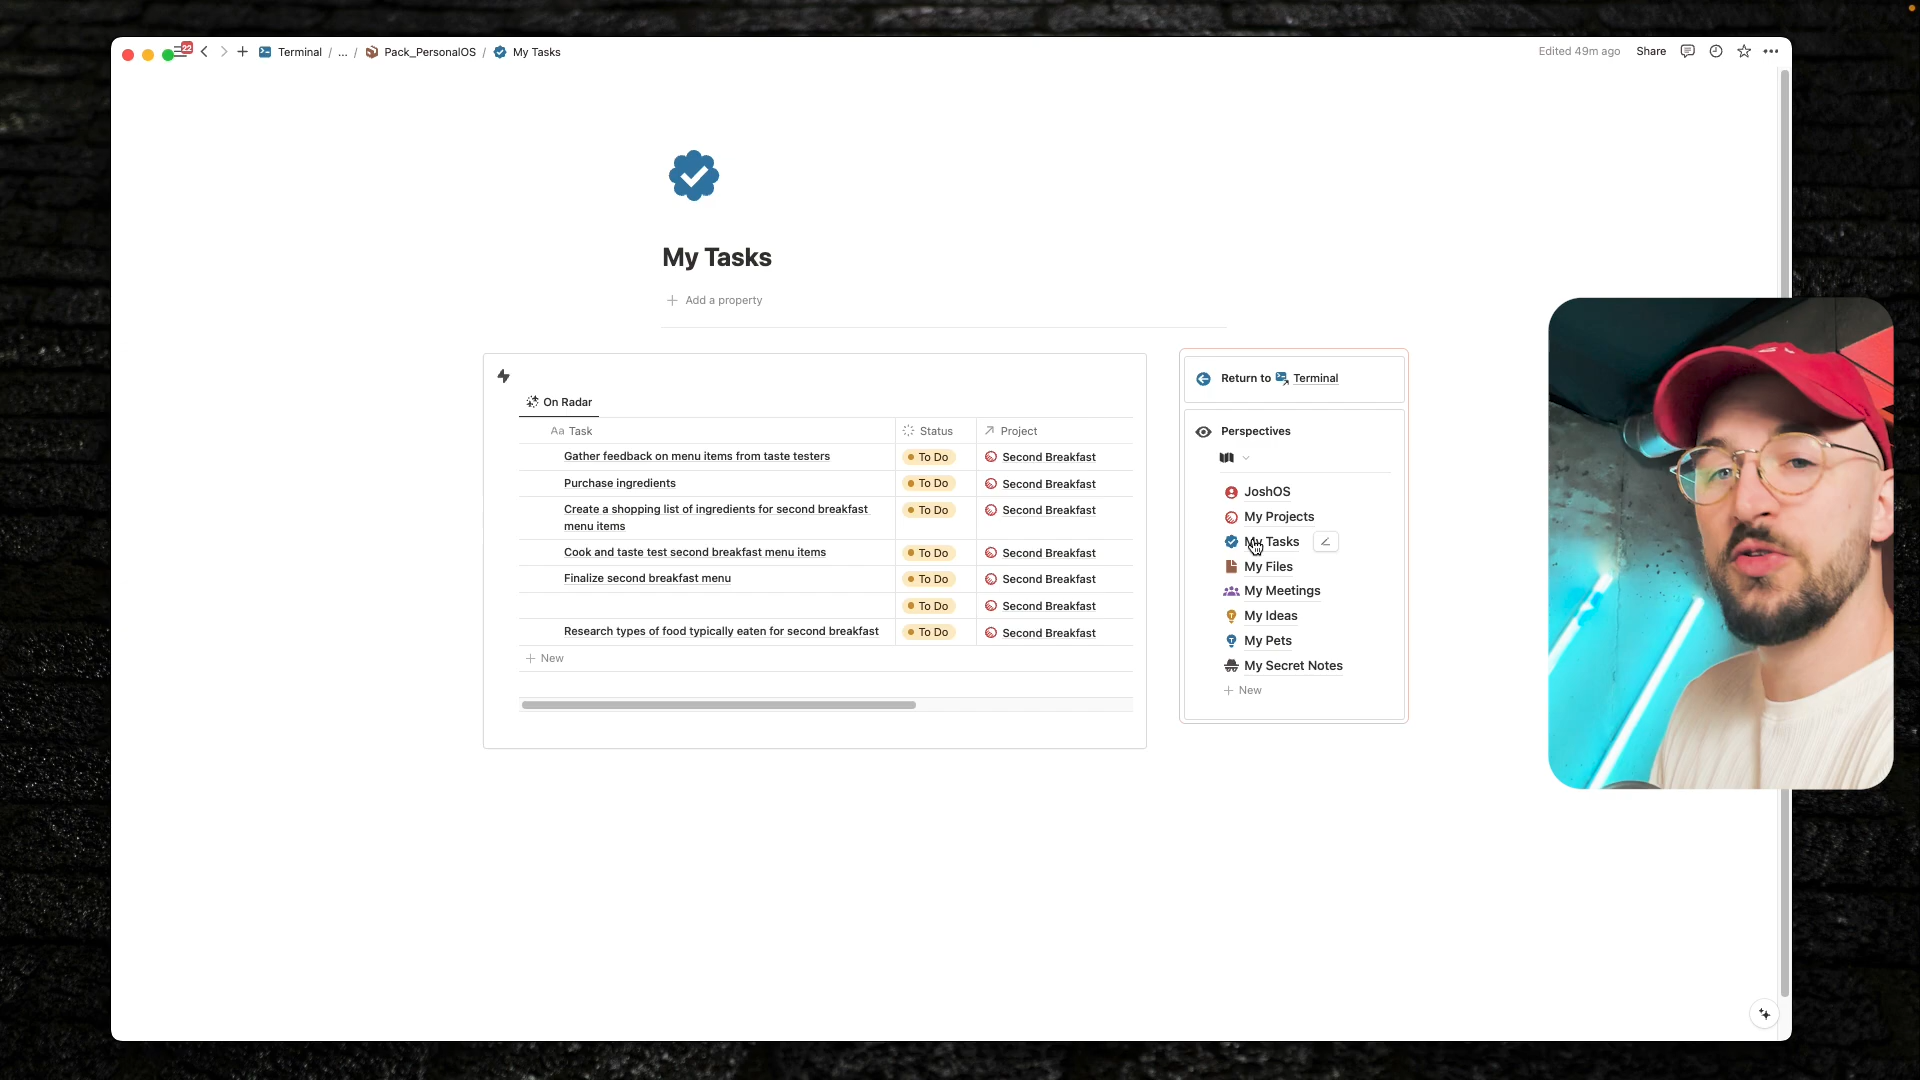 22
Terminal / ... / Pack_PersonalOS / My Tasks
Edited 49m ago
Share
My Tasks
Add a property
On Radar
Aa Task
Status
Project
Gather feedback on menu items from taste testers
To Do
Second Breakfast
Purchase ingredients
To Do
Second Breakfast
Create a shopping list of ingredients for second breakfast
menu items
To Do
Second Breakfast
Cook and taste test second breakfast menu items
To Do
Second Breakfast
Finalize second breakfast menu
To Do
Second Breakfast
To Do
Second Breakfast
Research types of food typically eaten for second breakfast
To Do
Second Breakfast
New
Return to Terminal
Perspectives
JoshOS
My Projects
My Tasks
My Files
My Meetings
My Ideas
My Pets
My Secret Notes
New